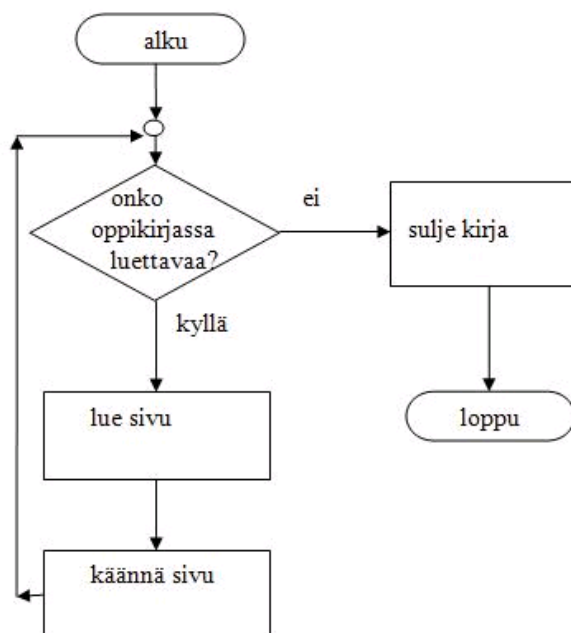 alku
onko
oppikirjassa
luettavaa?
ei
sulje kirja
kyllä
lue sivu
loppu
käännä sivu